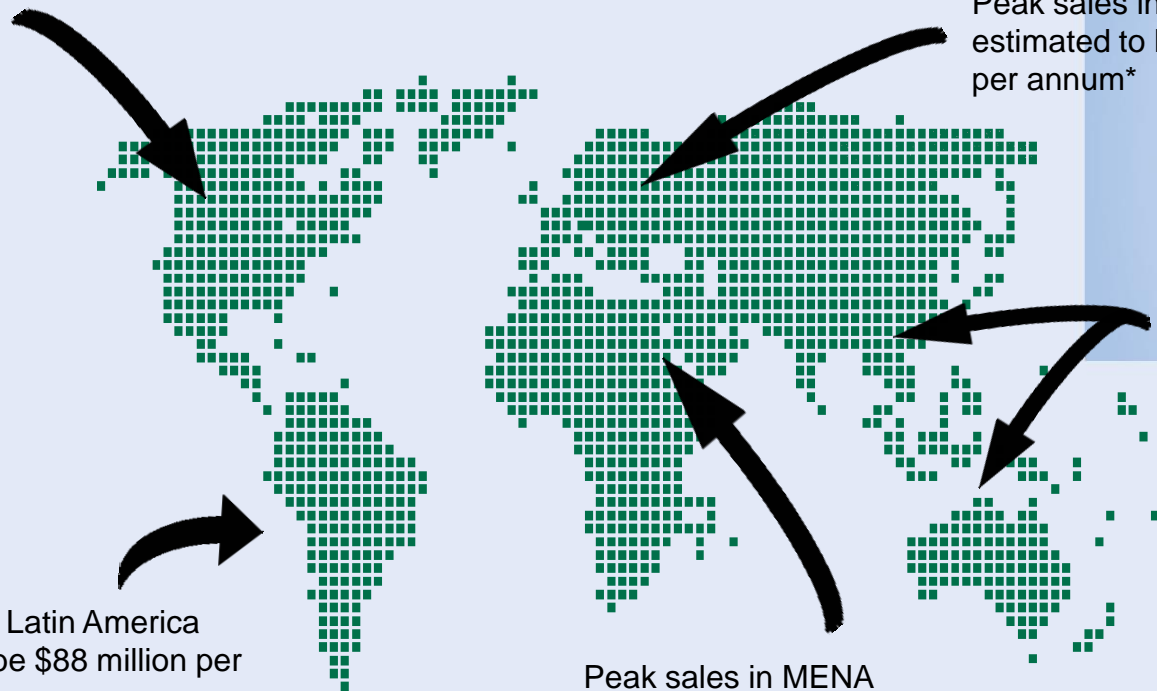 Peak sales in
estimated to
per annum*
Latin America
be $88 million per
Peak sales in MENA